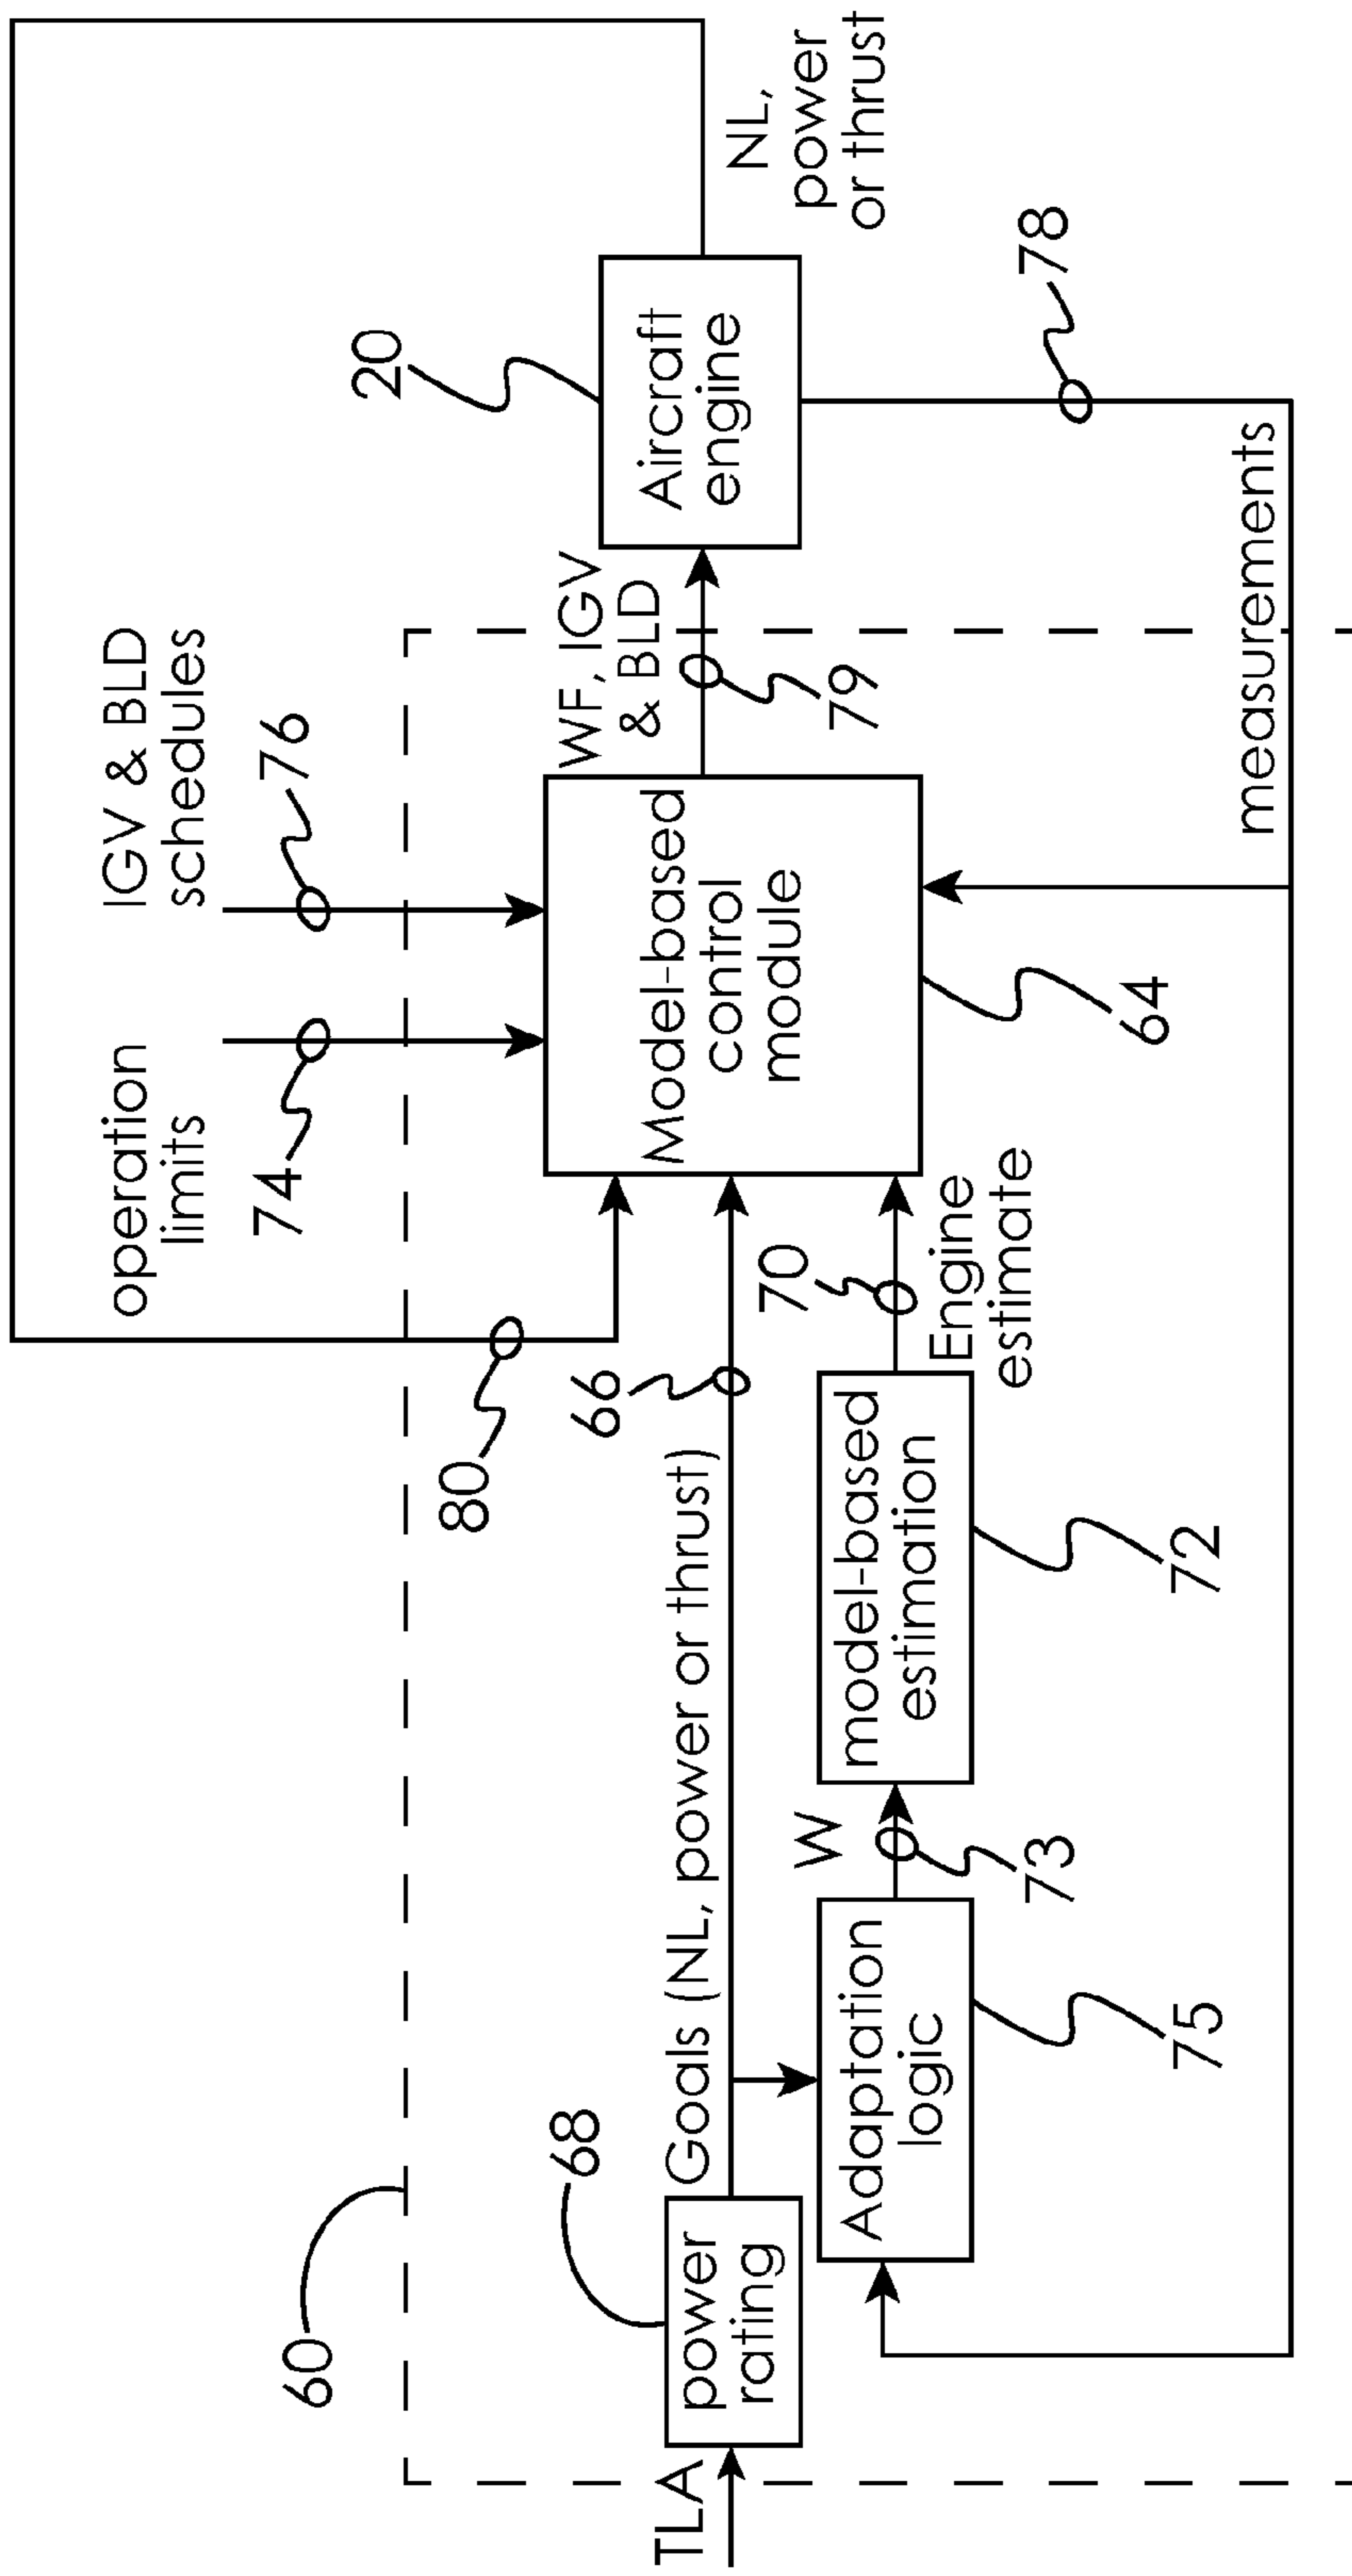 IGV & BLD
schedules
operation
limits
76
74
20
60
80
WF, IGV
& BLD
NL,
power
or thrust
68
66
Goals (NL, power or thrust)
TLA
power
rating
Model-based
control
module
Aircraft
engine
79
70
W
Adaptation
logic
model-based
estimation
Engine
estimate
73
78
64
75
72
measurements